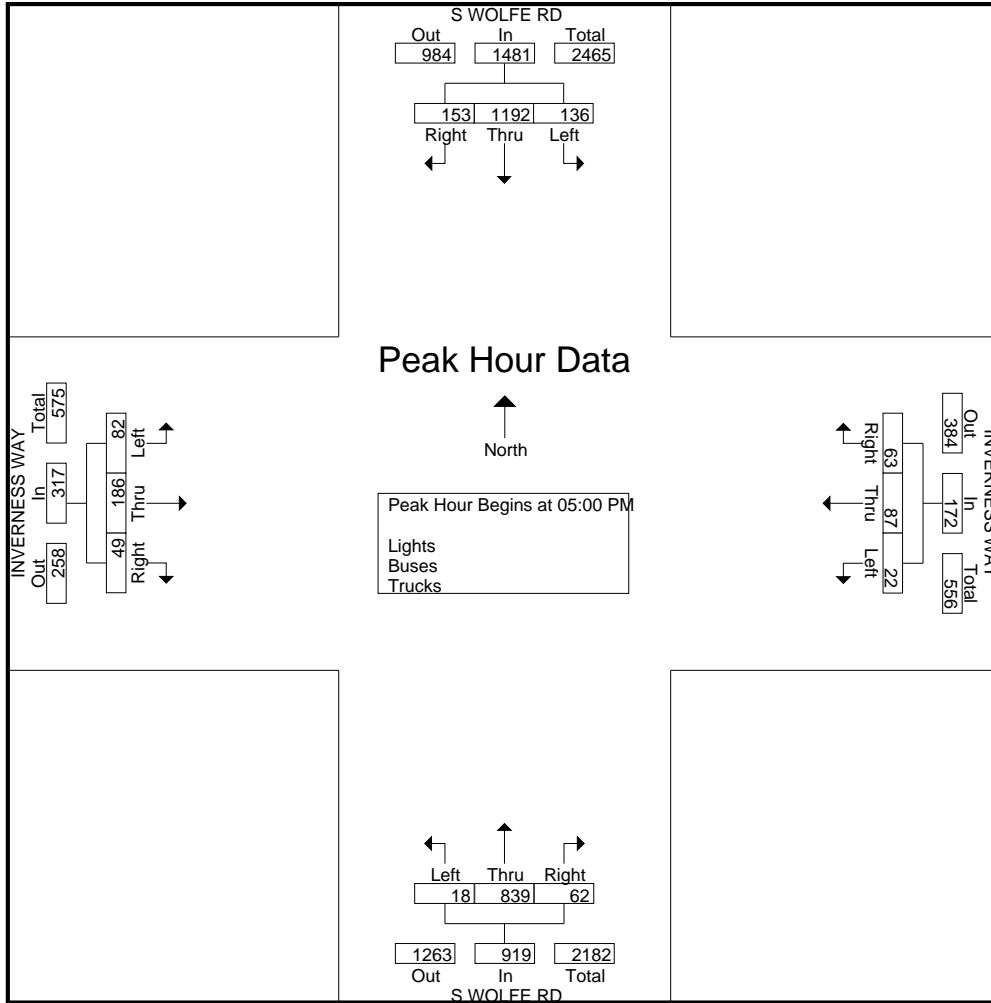 S WOLFE RD
Out In Total
984 1481 2465
153 1192 136
Right Thru Left
Peak Hour Data
North
Peak Hour Begins at 05:00 PM
Lights
Buses
Trucks
INVERNESS WAY
Out In Total
258 317 575
82 186 49
Left Thru Right
INVERNESS WAY
Out In Total
384 172 556
63 87 22
Right Thru Left
Left Thru Right
18 839 62
1263 919 2182
Out In Total
S WOLFE RD